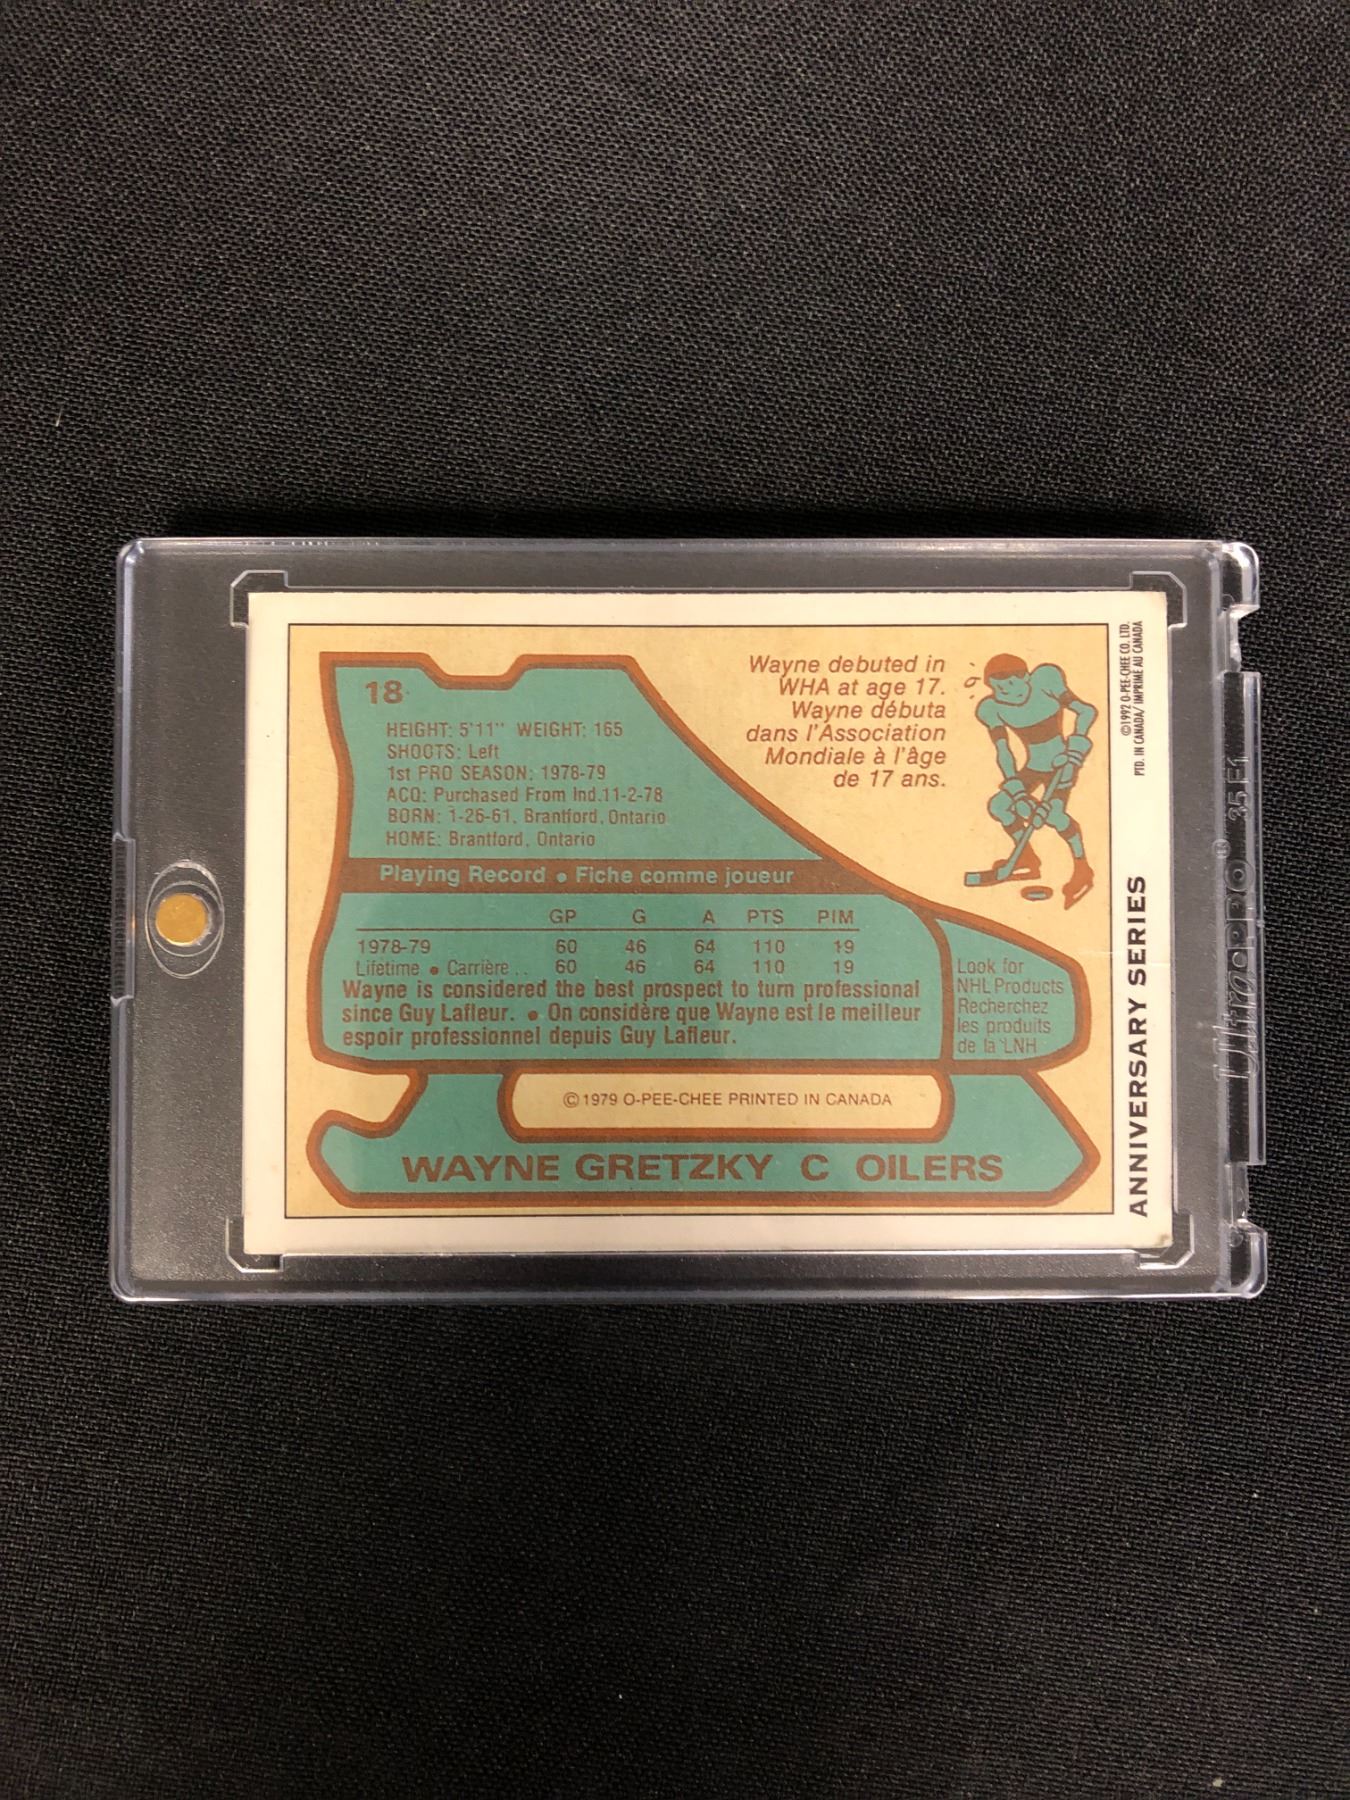 18
HEIGHT: 5'11" WEIGHT: 165
SHOOTS: Left
1st PRO SEASON: 1978-79
ACQ: Purchased From Ind.11-2-78
BORN: 1-26-61, Brantford, Ontario
HOME: Brantford, Ontario
Wayne debuted in
WHA at age 17.
Wayne débuta
dans l'Association
Mondiale à l'âge
de 17 ans.
Playing Record • Fiche comme joueur
GP G A PTS PIM
1978-79 60 46 64 110 19
Lifetime • Carrière .. 60 46 64 110 19
Wayne is considered the best prospect to turn professional
since Guy Lafleur. • On considère que Wayne est le meilleur
espoir professionnel depuis Guy Lafleur.
Look for
NHL Products
Recherchez
les produits
de la LNH
© 1979 O-PEE-CHEE PRINTED IN CANADA
WAYNE GRETZKY C OILERS
ANNIVERSARY SERIES
©1992 O-PEE-CHEE CO. LTD.
PTD. IN CANADA/IMPRIME AU CANADA
Ultra•PRO® 35 F1